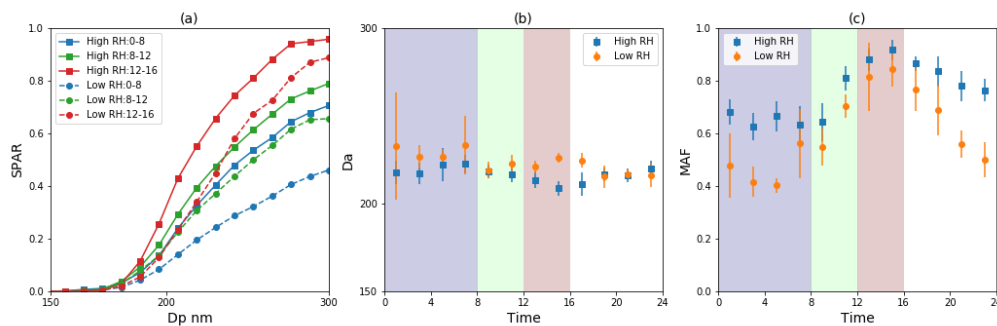 (a)
SPAR
1.0
0.8
0.6
0.4
0.2
0.0
High RH:0-8
High RH:8-12
High RH:12-16
Low RH:0-8
Low RH:8-12
Low RH:12-16
150 200 300
Dp nm
(b)
Da
300
250
200
150
High RH
Low RH
0 4 8 12 16 20 24
Time
(c)
MAF
1.0
0.8
0.6
0.4
0.2
0.0
High RH
Low RH
0 4 8 12 16 20 24
Time